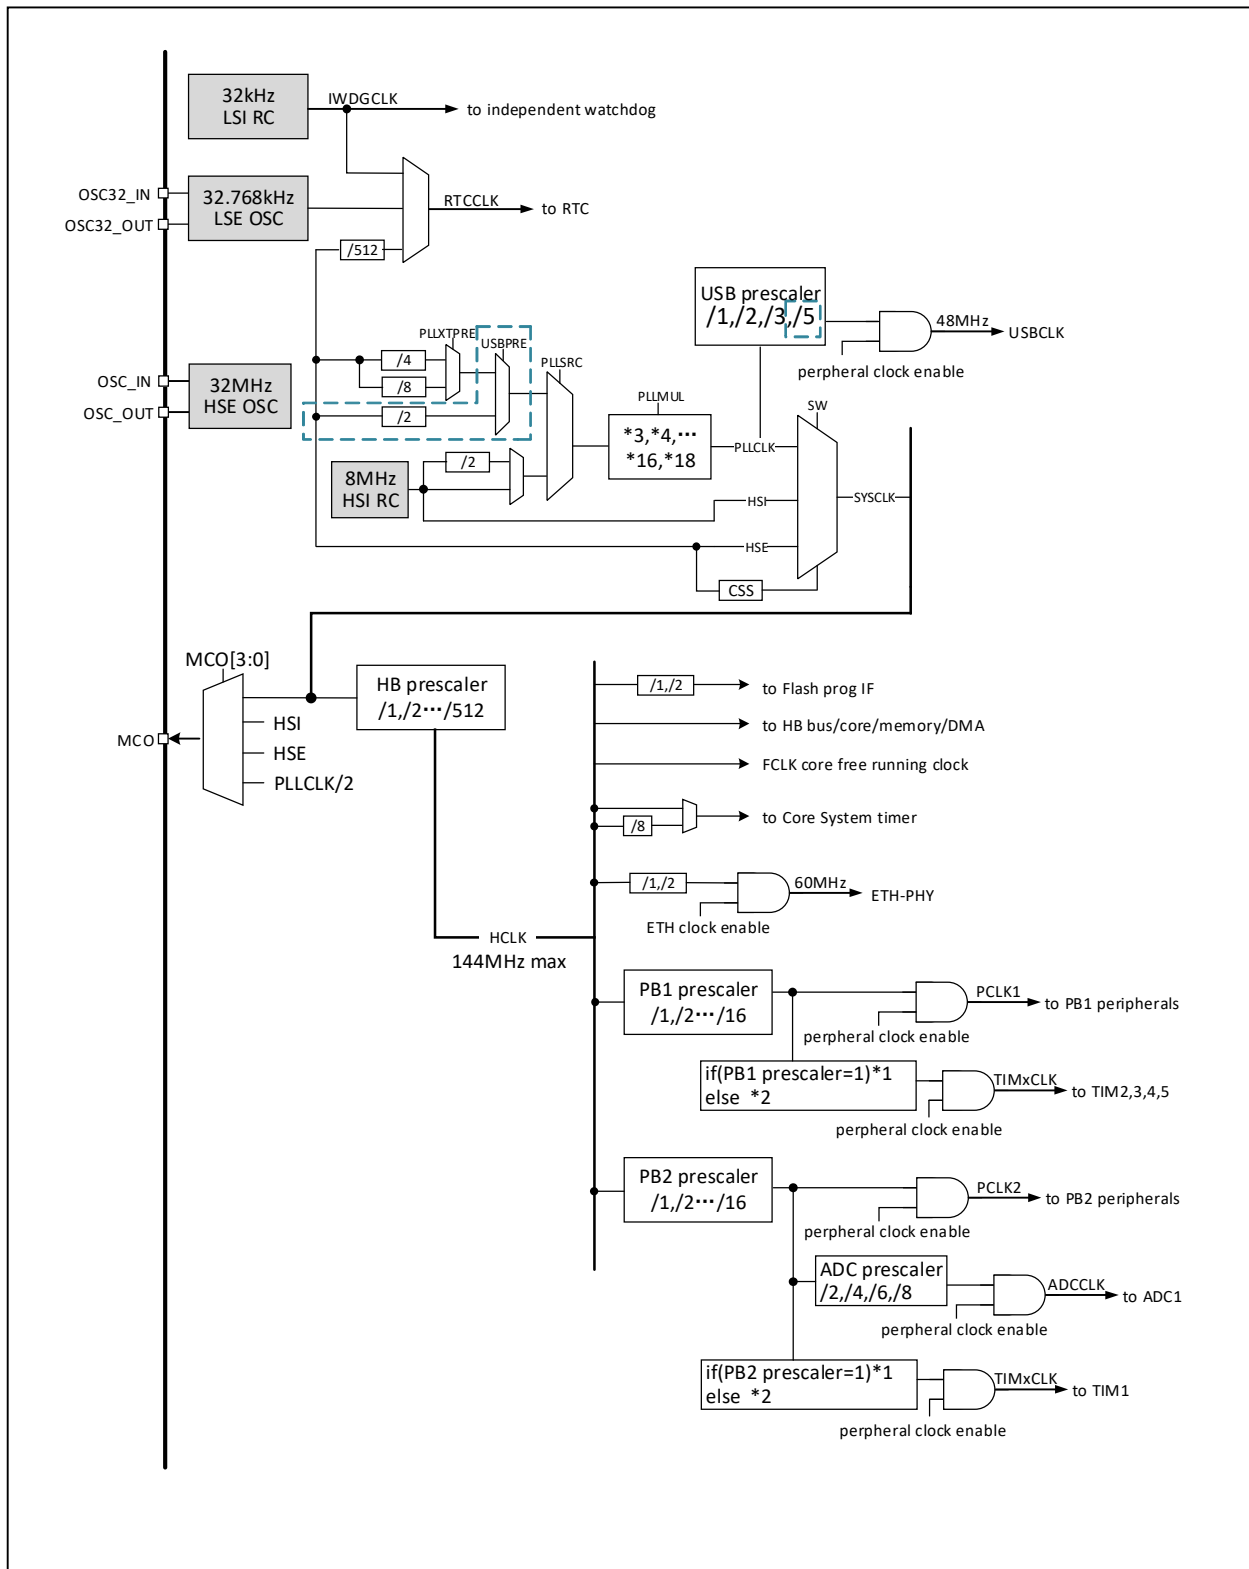 32kHz
LSI RC
IWDGCLK
to independent watchdog
OSC32_IN
OSC32_OUT
32.768kHz
LSE OSC
RTCCLK
to RTC
/512
USB prescaler
/1,/2,/3,/5
48MHz
USBCLK
perpheral clock enable
PLLXTPRE
USBPRE
PLLSRC
/4
/8
/2
OSC_IN
OSC_OUT
32MHz
HSE OSC
PLLMUL
*3,*4,…
*16,*18
PLLCLK
SW
/2
8MHz
HSI RC
HSI
SYSCLK
HSE
CSS
MCO[3:0]
HSI
HSE
PLLCLK/2
MCO
HB prescaler
/1,/2…/512
/1,/2
to Flash prog IF
to HB bus/core/memory/DMA
FCLK core free running clock
/8
to Core System timer
/1,/2
60MHz
ETH-PHY
ETH clock enable
HCLK
144MHz max
PB1 prescaler
/1,/2…/16
PCLK1
to PB1 peripherals
perpheral clock enable
if(PB1 prescaler=1)*1
else *2
TIMxCLK
to TIM2,3,4,5
perpheral clock enable
PB2 prescaler
/1,/2…/16
PCLK2
to PB2 peripherals
perpheral clock enable
ADC prescaler
/2,/4,/6,/8
ADCCLK
to ADC1
perpheral clock enable
if(PB2 prescaler=1)*1
else *2
TIMxCLK
to TIM1
perpheral clock enable